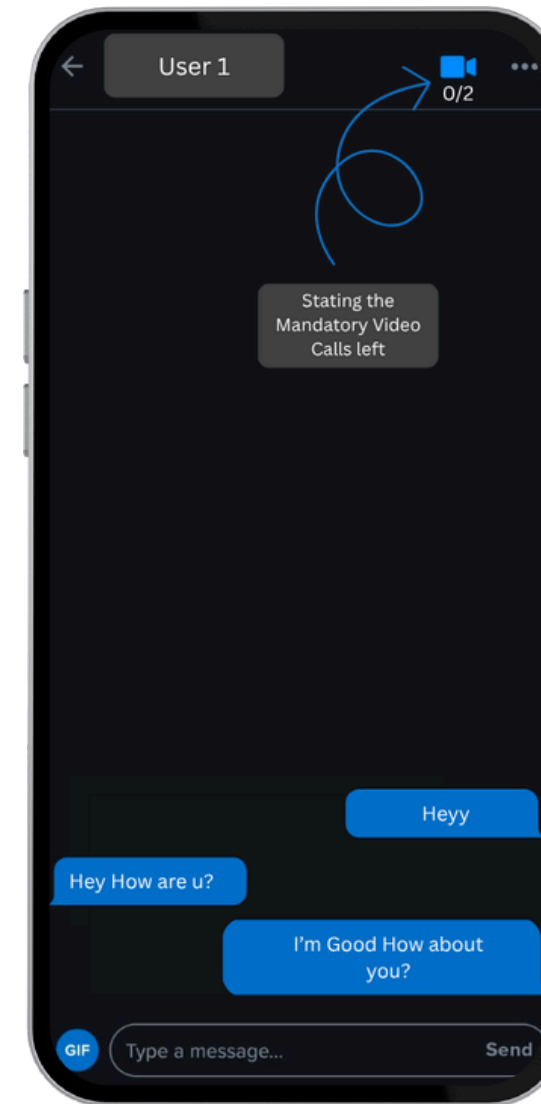 User 1
0/2
Stating the
Mandatory Video
Calls left
Heyy
Hey How are u?
I'm Good How about
you?
GIF
Type a message...
Send